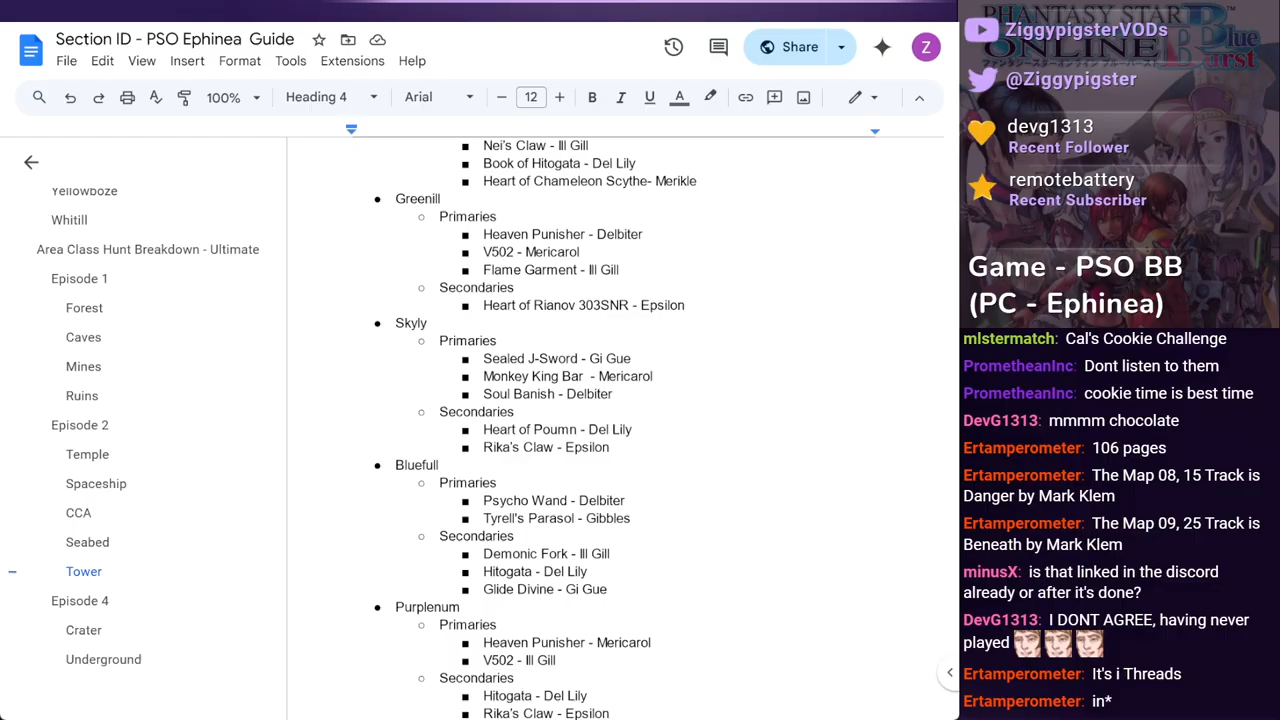 Section ID - PSO Ephinea Guide
File Edit View Insert Format Tools Extensions Help
Share
Z
100%
Heading 4
Arial
12
B I U A
Yellowboze
Whitill
Area Class Hunt Breakdown - Ultimate
Episode 1
Forest
Caves
Mines
Ruins
Episode 2
Temple
Spaceship
CCA
Seabed
Tower
Episode 4
Crater
Underground
Nei's Claw - Ill Gill
Book of Hitogata - Del Lily
Heart of Chameleon Scythe- Merikle
Greenill
Primaries
Heaven Punisher - Delbiter
V502 - Mericarol
Flame Garment - Ill Gill
Secondaries
Heart of Rianov 303SNR - Epsilon
Skyly
Primaries
Sealed J-Sword - Gi Gue
Monkey King Bar - Mericarol
Soul Banish - Delbiter
Secondaries
Heart of Poumn - Del Lily
Rika's Claw - Epsilon
Bluefull
Primaries
Psycho Wand - Delbiter
Tyrell's Parasol - Gibbles
Secondaries
Demonic Fork - Ill Gill
Hitogata - Del Lily
Glide Divine - Gi Gue
Purplenum
Primaries
Heaven Punisher - Mericarol
V502 - Ill Gill
Secondaries
Hitogata - Del Lily
Rika's Claw - Epsilon
PHANTASY STAR
ONLINE Blue
Burst
ZiggypigsterVODs
@Ziggypigster
devg1313
Recent Follower
remotebattery
Recent Subscriber
Game - PSO BB
(PC - Ephinea)
mlstermatch: Cal's Cookie Challenge
PrometheanInc: Dont listen to them
PrometheanInc: cookie time is best time
DevG1313: mmmm chocolate
Ertamperometer: 106 pages
Ertamperometer: The Map 08, 15 Track is
Danger by Mark Klem
Ertamperometer: The Map 09, 25 Track is
Beneath by Mark Klem
minusX: is that linked in the discord
already or after it's done?
DevG1313: I DONT AGREE, having never
played
Ertamperometer: It's i Threads
Ertamperometer: in*